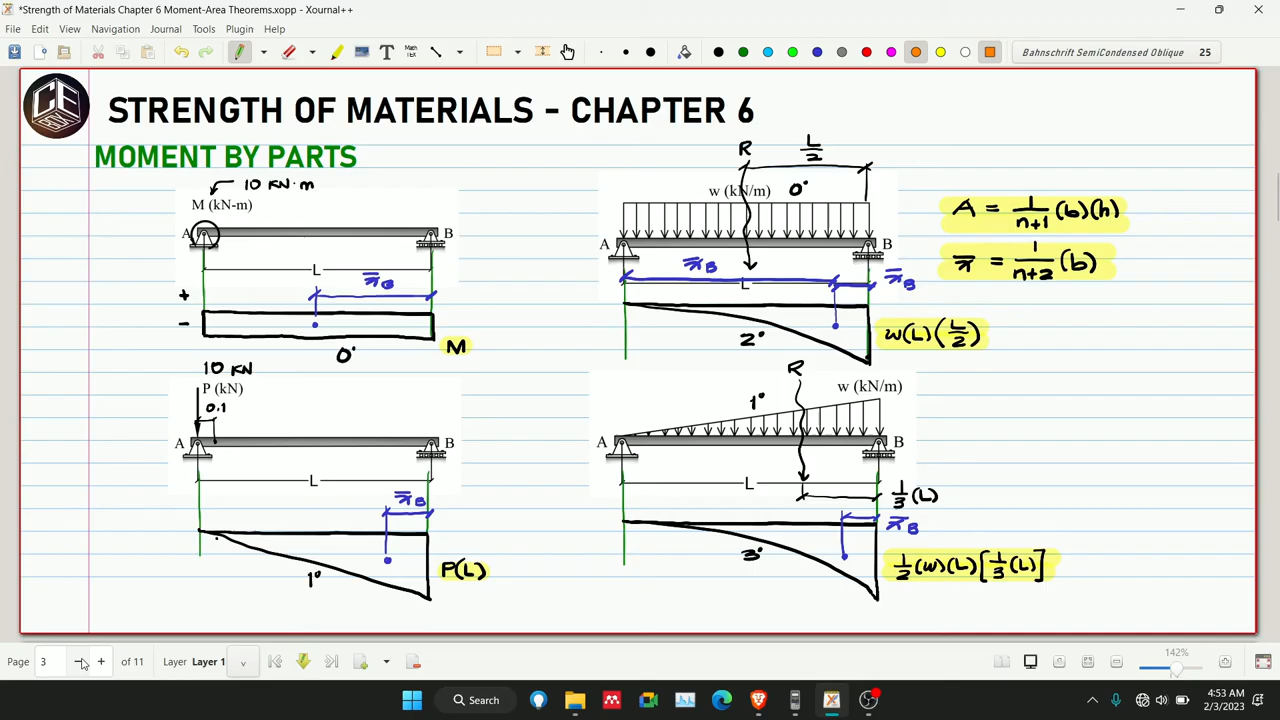 *Strength of Materials Chapter 6 Moment-Area Theorems.xopp - Xournal++
File Edit View Navigation Journal Tools Plugin Help
Bahnschrift SemiCondensed Oblique 25
STRENGTH OF MATERIALS - CHAPTER 6
MOMENT BY PARTS
10 KN·m
M (kN-m)
A B
L
x̄B
+
-
0°
M
10 KN
P (kN)
0.1
A B
L
x̄B
1°
P(L)
R L/2
w (kN/m) 0°
A B
x̄B
L
x̄B
2°
w(L)(L/2)
A = 1/(n+1) (b)(h)
x̄ = 1/(n+2) (b)
R
w (kN/m)
1°
A B
L
1/3(L)
x̄B
3°
1/2(w)(L)[1/3(L)]
Page 3 of 11 Layer Layer 1
142%
Search
4:53 AM
2/3/2023